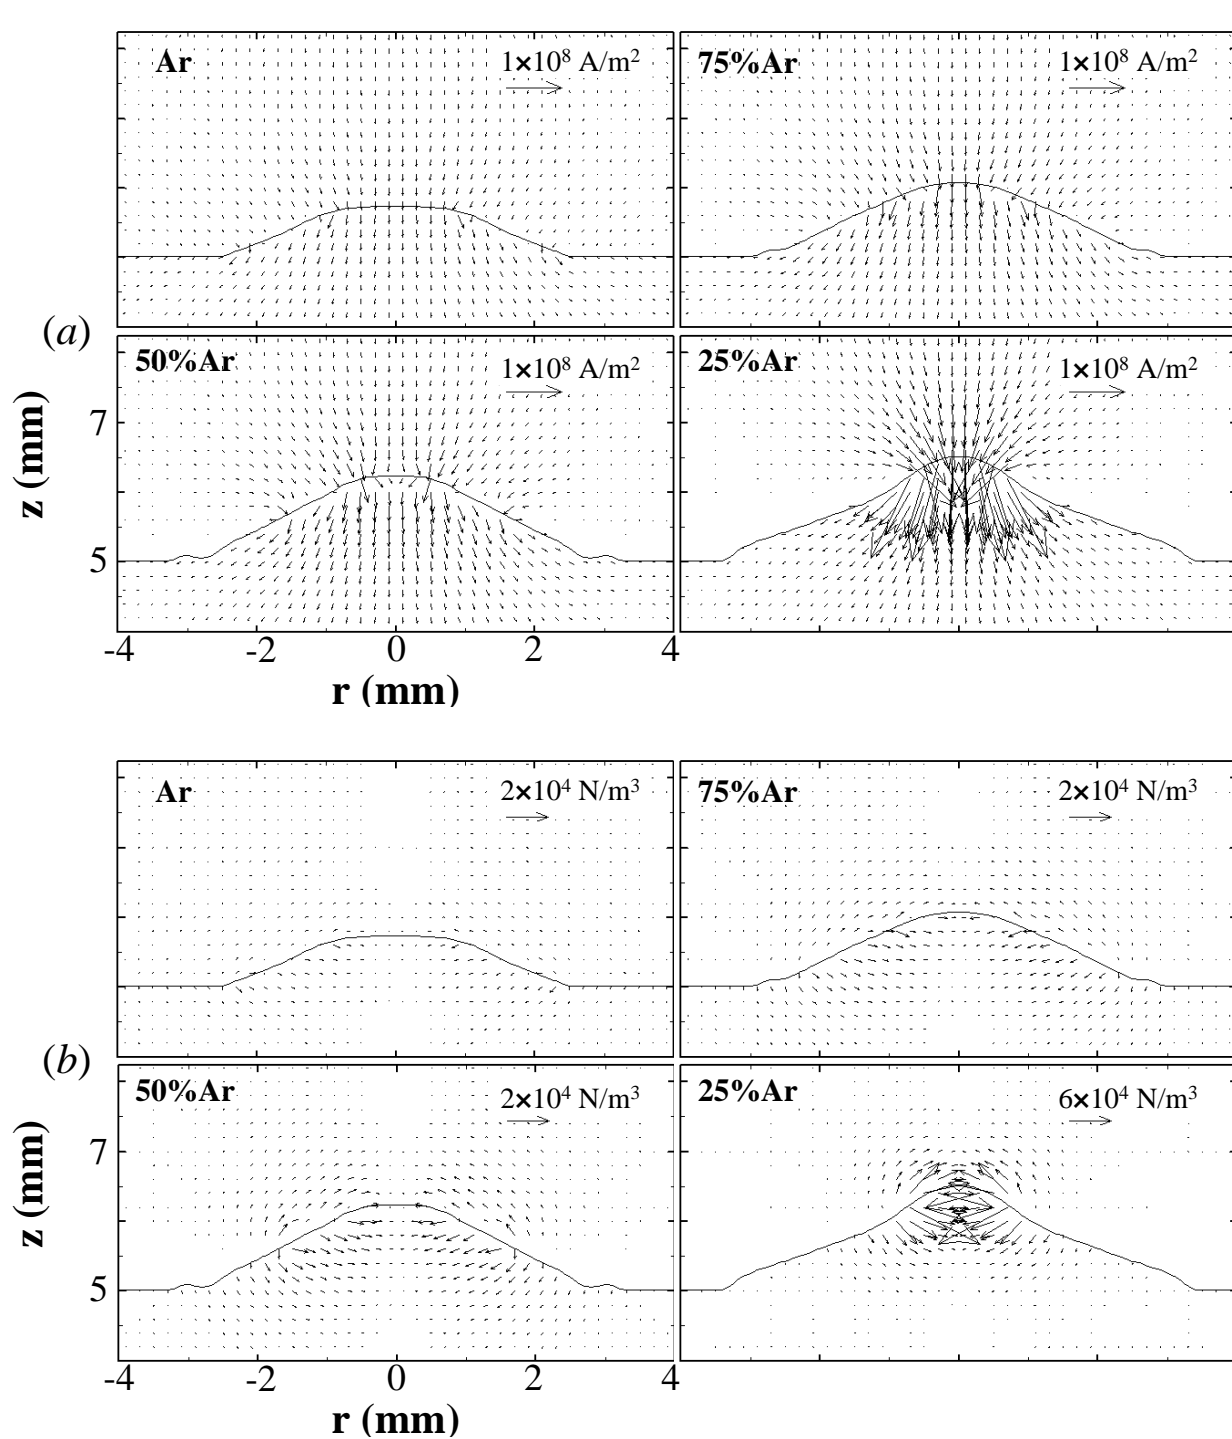 Ar 1×10⁸ A/m² 75%Ar 1×10⁸ A/m²
(a)
50%Ar 1×10⁸ A/m² 25%Ar 1×10⁸ A/m²
7
z (mm)
5
-4 -2 0 2 4
r (mm)
Ar 2×10⁴ N/m³ 75%Ar 2×10⁴ N/m³
(b)
50%Ar 2×10⁴ N/m³ 25%Ar 6×10⁴ N/m³
7
z (mm)
5
-4 -2 0 2 4
r (mm)